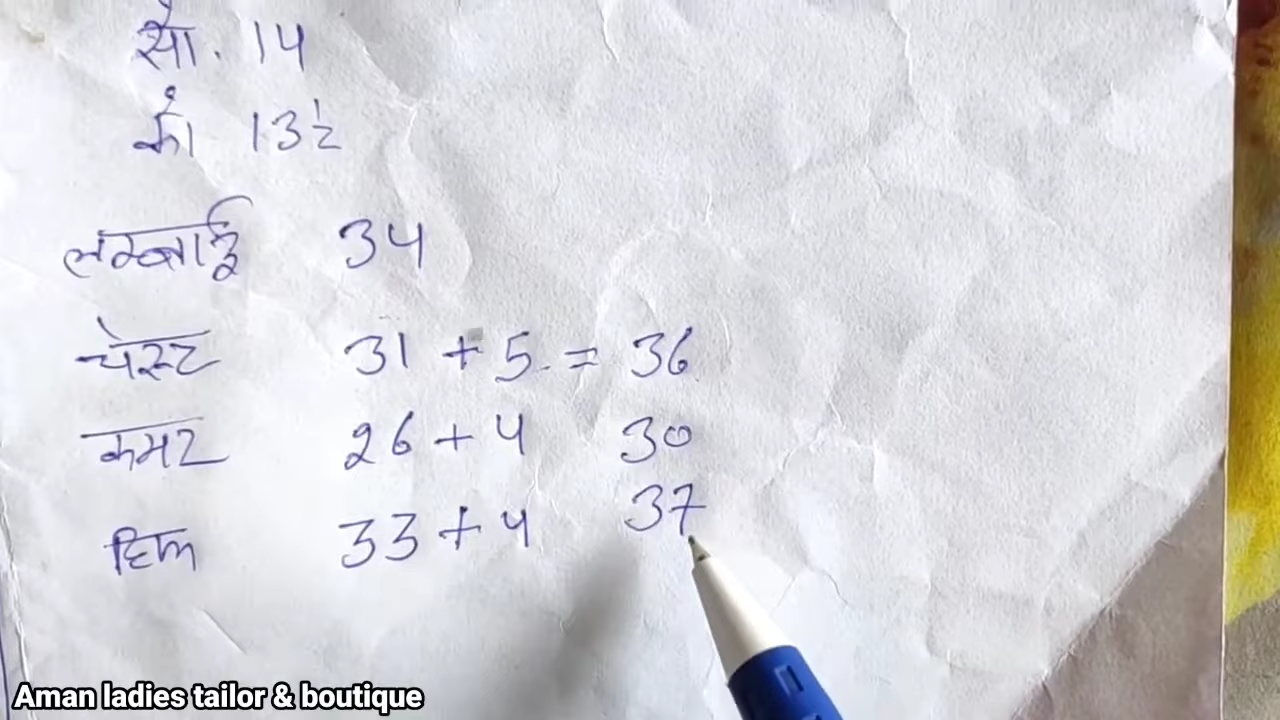 सो. 14
कां 13½
लम्बाई 34
चेस्ट 31 + 5 = 36
कमर 26 + 4 30
हिप 33 + 4 37
Aman ladies tailor & boutique